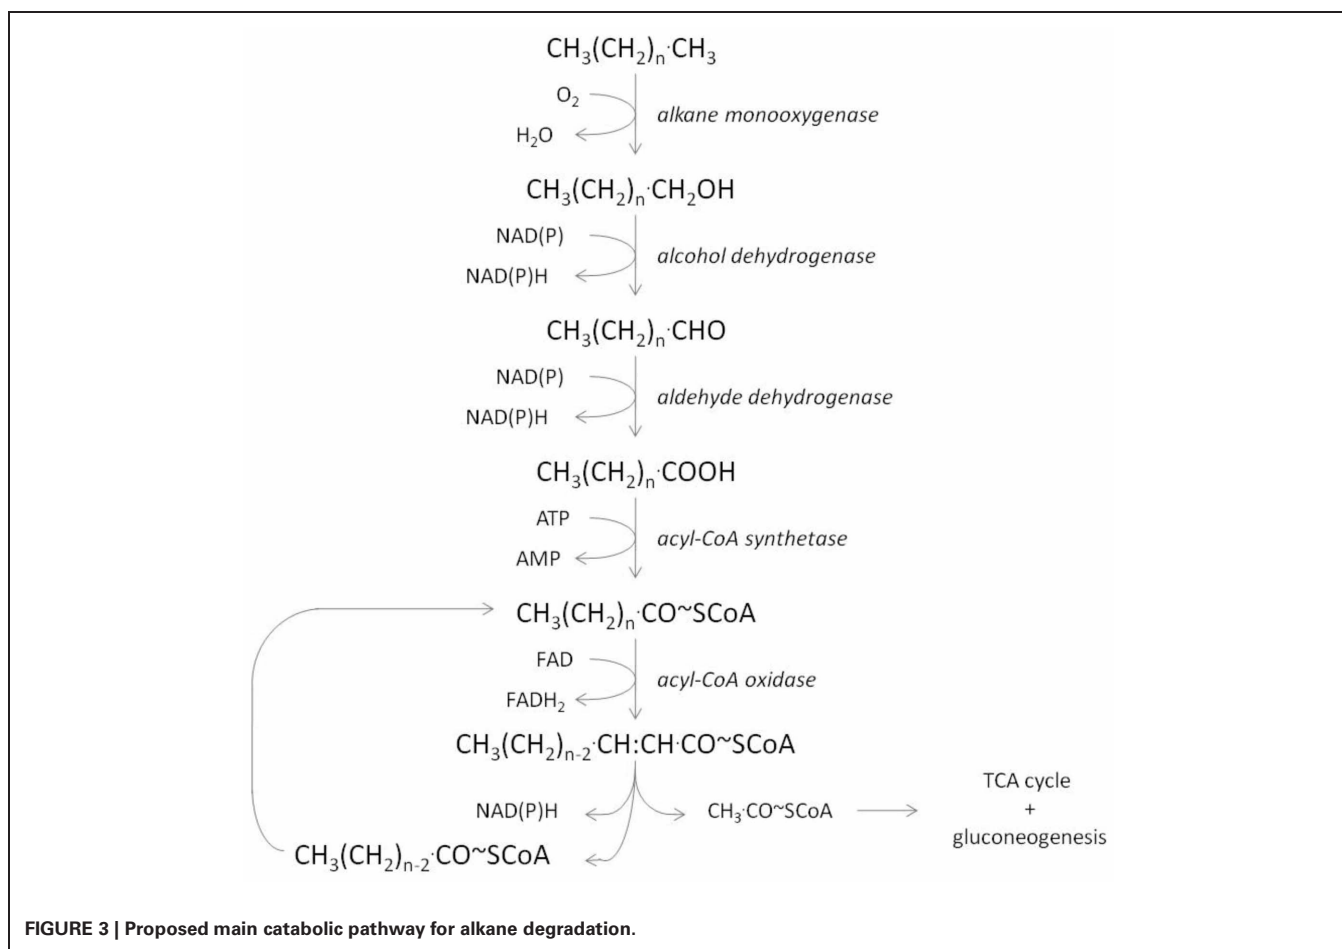 CH₃(CH₂)ₙ·CH₃
O₂
alkane monooxygenase
H₂O
CH₃(CH₂)ₙ·CH₂OH
NAD(P)
alcohol dehydrogenase
NAD(P)H
CH₃(CH₂)ₙ·CHO
NAD(P)
aldehyde dehydrogenase
NAD(P)H
CH₃(CH₂)ₙ·COOH
ATP
acyl-CoA synthetase
AMP
CH₃(CH₂)ₙ·CO~SCoA
FAD
acyl-CoA oxidase
FADH₂
CH₃(CH₂)ₙ₋₂·CH:CH·CO~SCoA
NAD(P)H
CH₃·CO~SCoA
TCA cycle
+
gluconeogenesis
CH₃(CH₂)ₙ₋₂·CO~SCoA
FIGURE 3 | Proposed main catabolic pathway for alkane degradation.